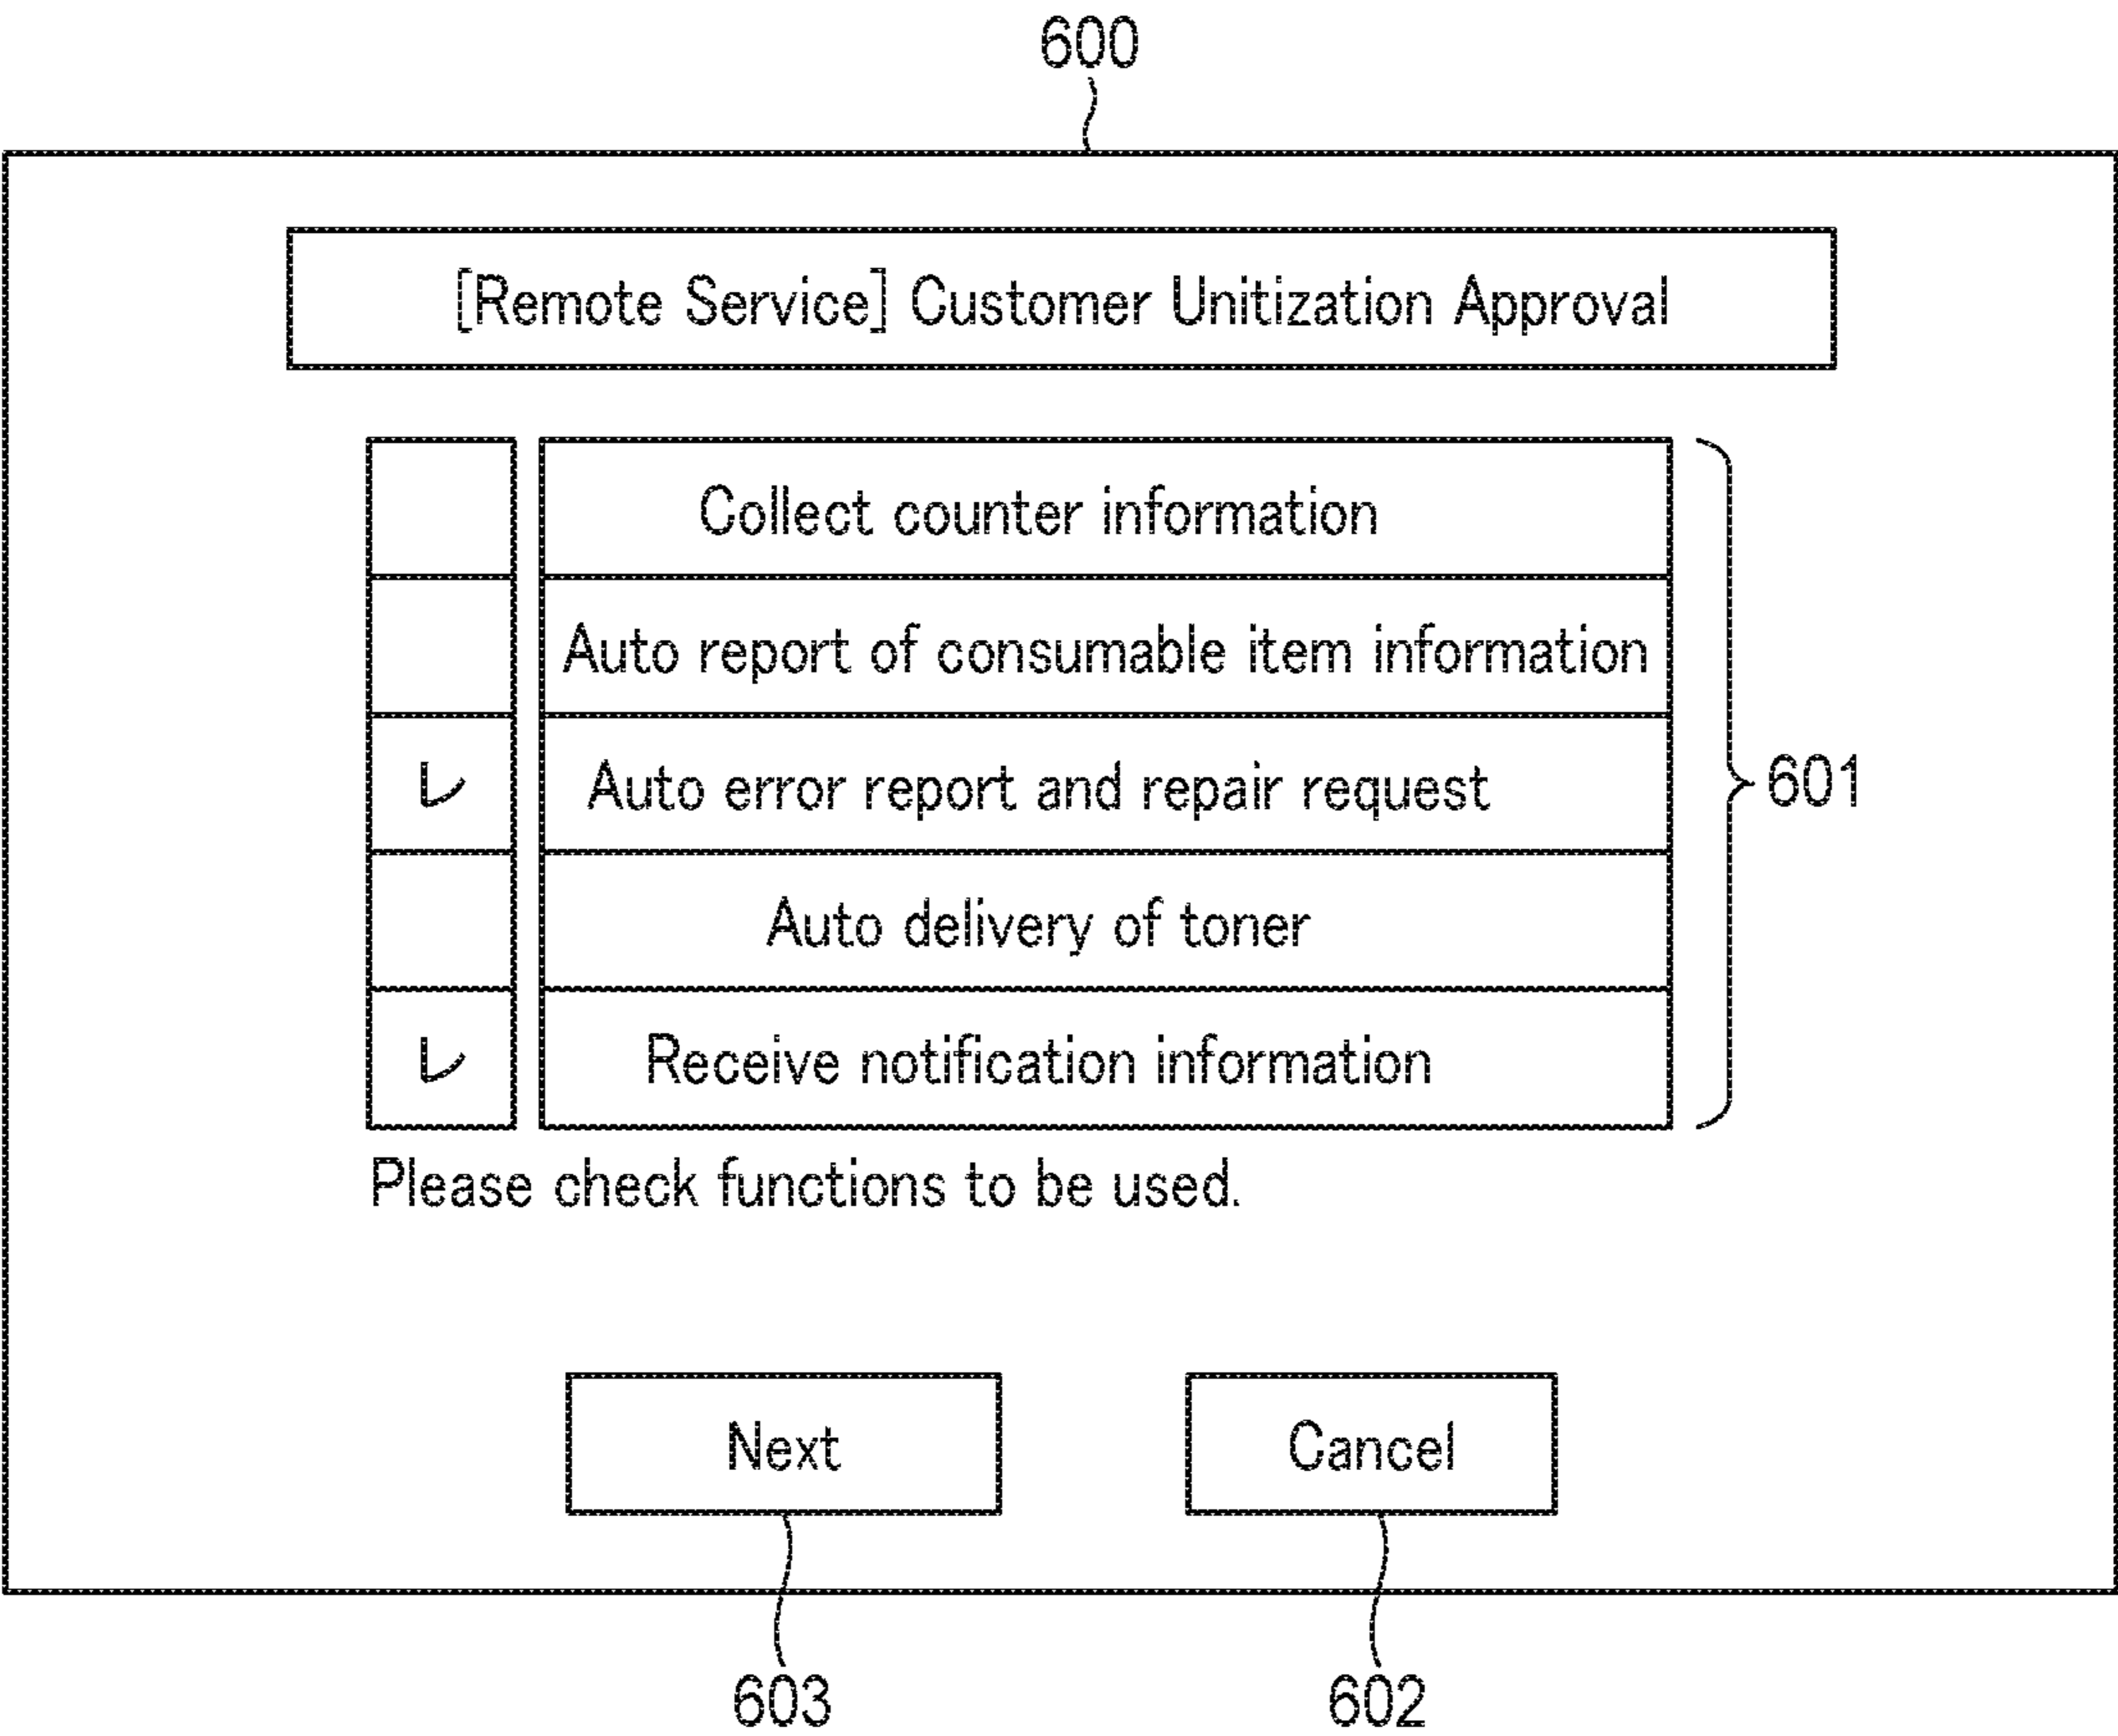 600
[Remote Service] Customer Unitization Approval
Collect counter information
Auto report of consumable item information
レ Auto error report and repair request
601
Auto delivery of toner
レ Receive notification information
Please check functions to be used.
Next Cancel
603 602